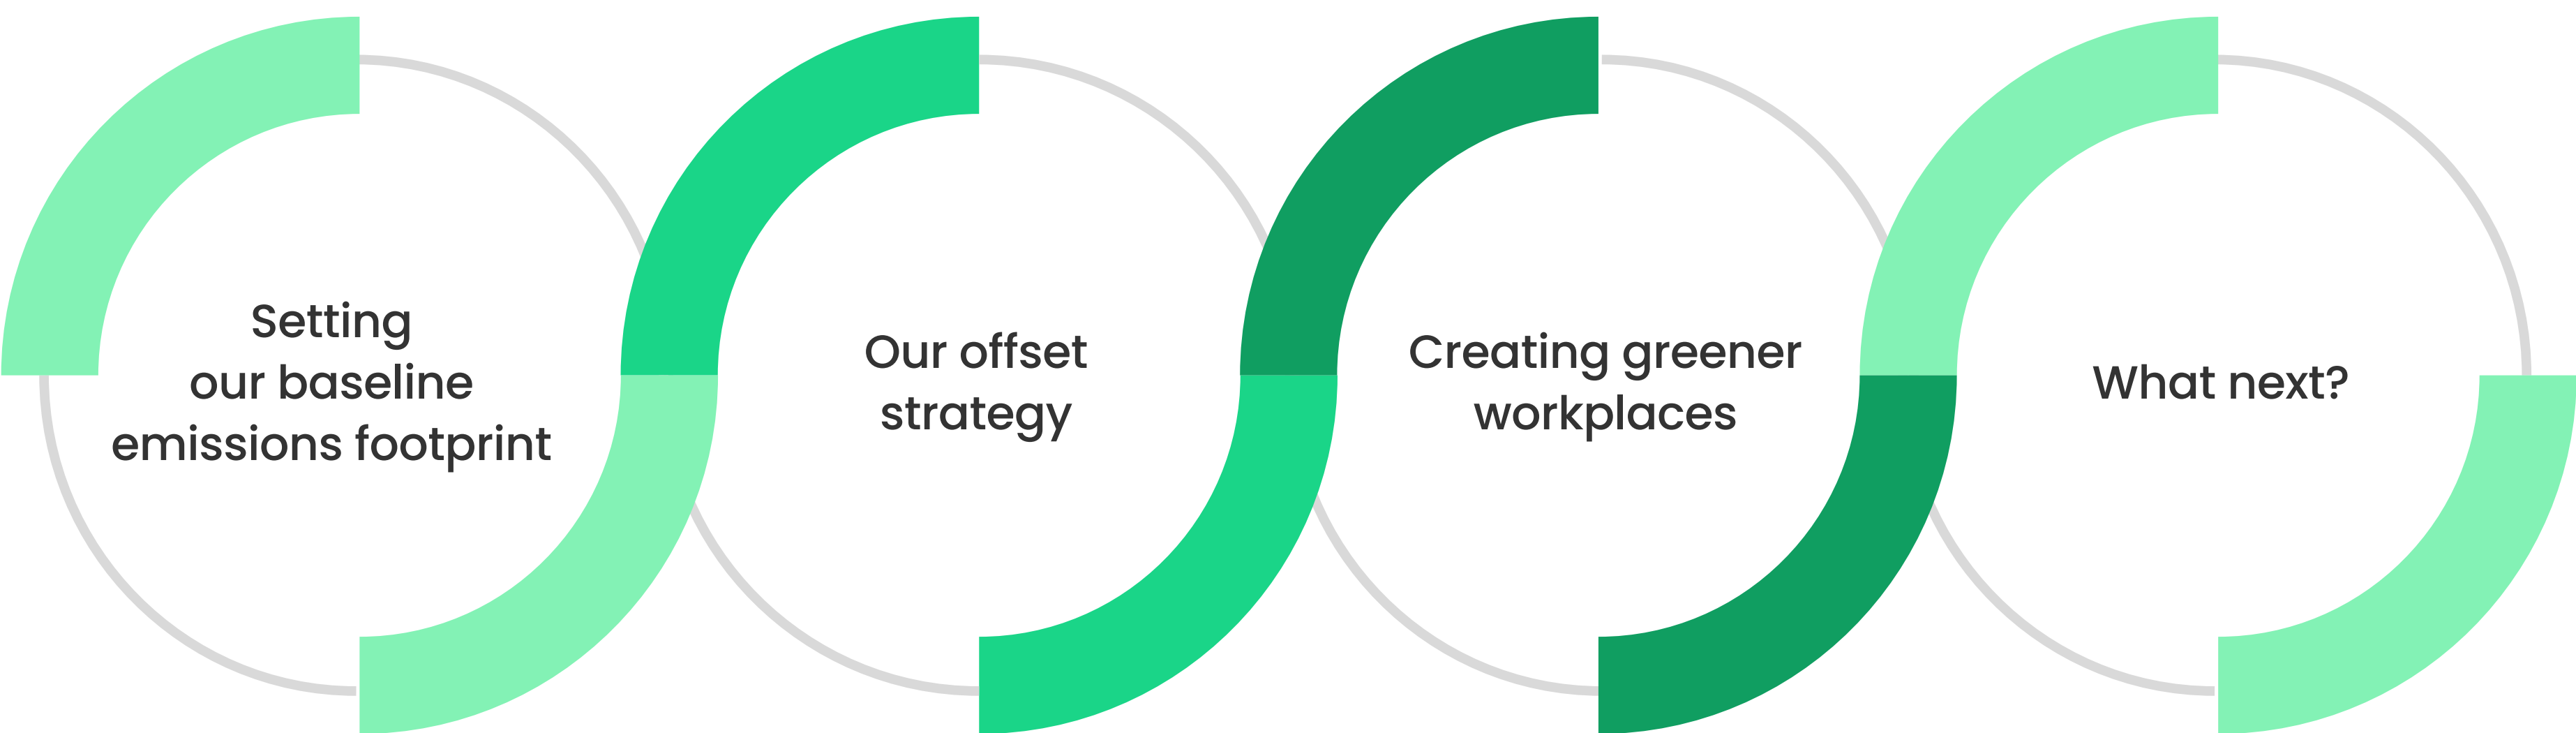 Setting
our baseline
emissions footprint
Our offset
strategy
Creating greener
workplaces
What next?